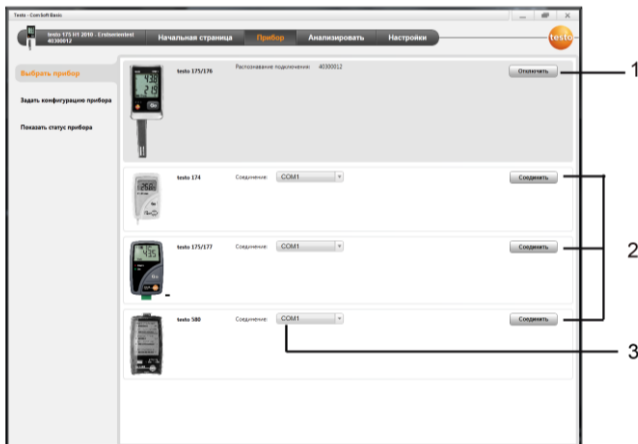 Testo - ComSoft Basic
testo 175 H1 2010 - Ersteinientest
40300012
Начальная страница Прибор Анализировать Настройки
testo
Выбрать прибор
Задать конфигурацию прибора
Показать статус прибора
testo 175/176 Распознавание подключения: 40300012 Отключить
1
testo 174 Соединение: COM1 Соединить
testo 175/177 Соединение: COM1 Соединить
2
testo 580 Соединение: COM1 Соединить
3